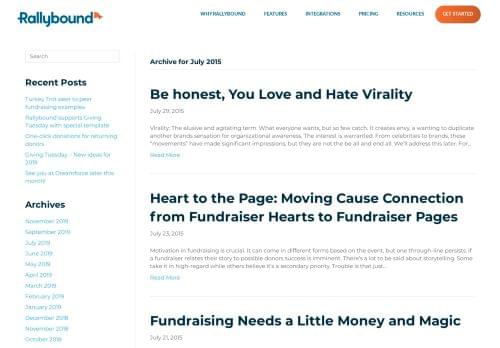 Rallybound
WHY RALLYBOUND
FEATURES
INTEGRATIONS
PRICING
RESOURCES
GET STARTED
Search
Recent Posts
Turkey Trot peer to peer
fundraising examples
Rallybound supports Giving
Tuesday with special template
One-click donations for returning
donors
Giving Tuesday – New ideas for
2019
See you at Dreamforce later this
month!
Archives
November 2019
September 2019
July 2019
June 2019
May 2019
April 2019
March 2019
February 2019
January 2019
December 2018
November 2018
October 2018
Archive for July 2015
Be honest, You Love and Hate Virality
July 29, 2015
Virality: The elusive and agitating term. What everyone wants, but so few catch. It creates envy, a wanting to duplicate
another brands sensation for organizational awareness. The interest is warranted. From celebrities to brands, these
"movements" have made significant impressions, but they are not the be all and end all. We'll address this later. For...
Read More
Heart to the Page: Moving Cause Connection
from Fundraiser Hearts to Fundraiser Pages
July 23, 2015
Motivation in fundraising is crucial. It can come in different forms based on the event, but one through-line persists; if
a fundraiser relates their story to possible donors success is imminent. There's a lot to be said about storytelling. Some
take it in high-regard while others believe it's a secondary priority. Trouble is that just...
Read More
Fundraising Needs a Little Money and Magic
July 21, 2015